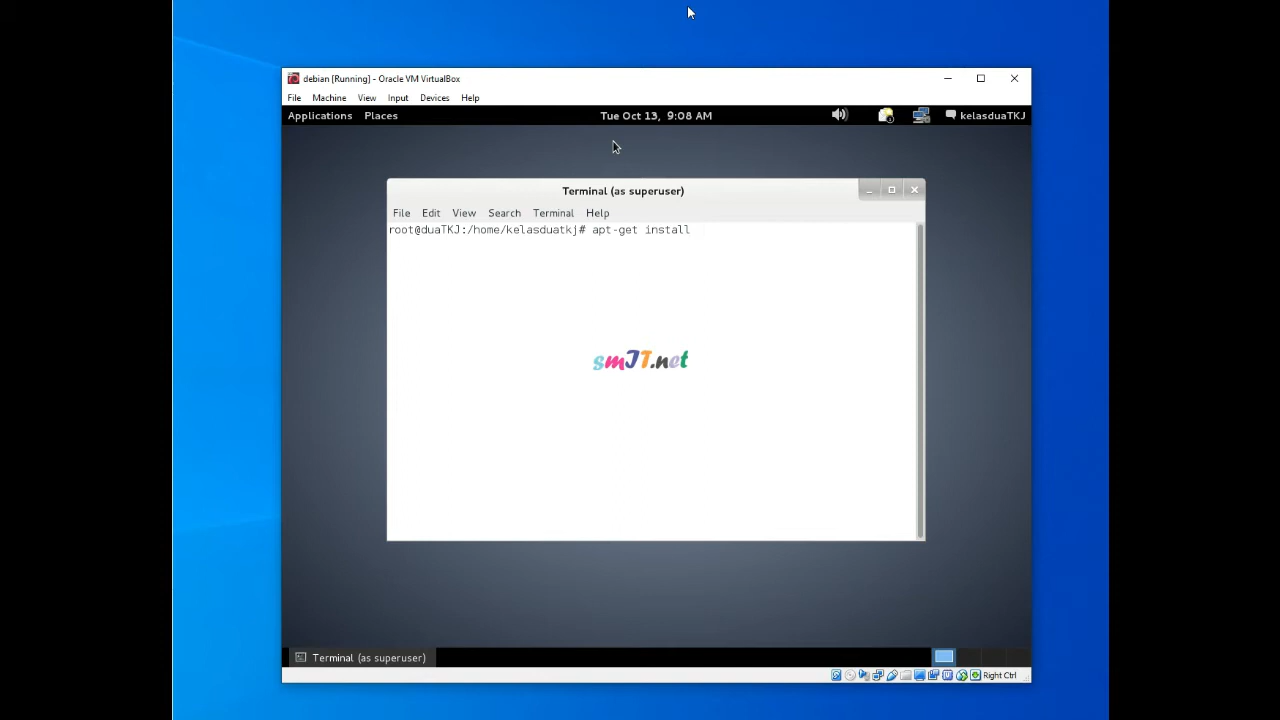 debian [Running] - Oracle VM VirtualBox
File Machine View Input Devices Help
Applications Places Tue Oct 13, 9:08 AM kelasduaTKJ
Terminal (as superuser)
File Edit View Search Terminal Help
root@duaTKJ:/home/kelasduatkj# apt-get install
smIT.net
Terminal (as superuser)
Right Ctrl